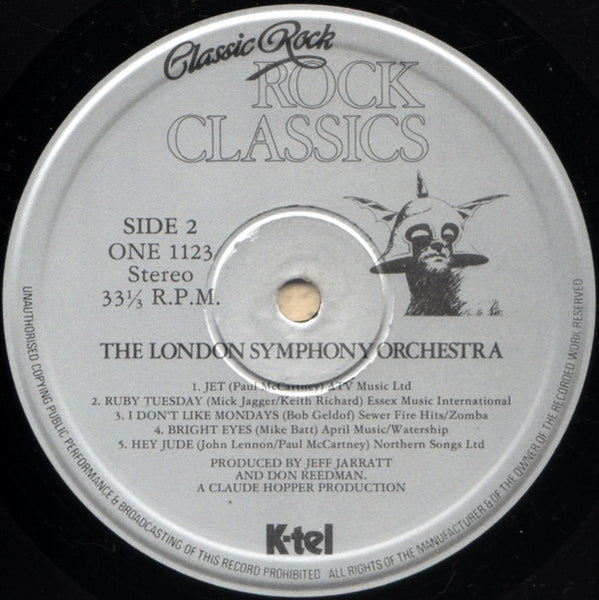 Classic Rock
ROCK
CLASSICS
SIDE 2
ONE 1123
Stereo
33⅓ R.P.M.
THE LONDON SYMPHONY ORCHESTRA
1. JET (Paul McCartney) ATV Music Ltd
2. RUBY TUESDAY (Mick Jagger/Keith Richard) Essex Music International
3. I DON'T LIKE MONDAYS (Bob Geldof) Sewer Fire Hits/Zomba
4. BRIGHT EYES (Mike Batt) April Music/Watership
5. HEY JUDE (John Lennon/Paul McCartney) Northern Songs Ltd
PRODUCED BY JEFF JARRATT
AND DON REEDMAN.
A CLAUDE HOPPER PRODUCTION
K-tel
UNAUTHORISED COPYING PUBLIC PERFORMANCE & BROADCASTING OF THIS RECORD PROHIBITED ALL RIGHTS OF THE MANUFACTURER & OF THE OWNER OF THE RECORDED WORK RESERVED